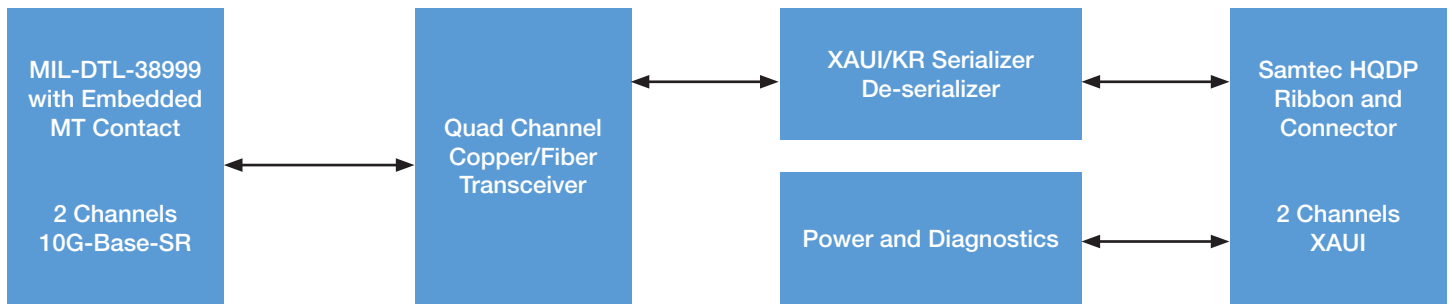 MIL-DTL-38999
with Embedded
MT Contact
2 Channels
10G-Base-SR
Quad Channel
Copper/Fiber
Transceiver
XAUI/KR Serializer
De-serializer
Power and Diagnostics
Samtec HQDP
Ribbon and
Connector
2 Channels
XAUI